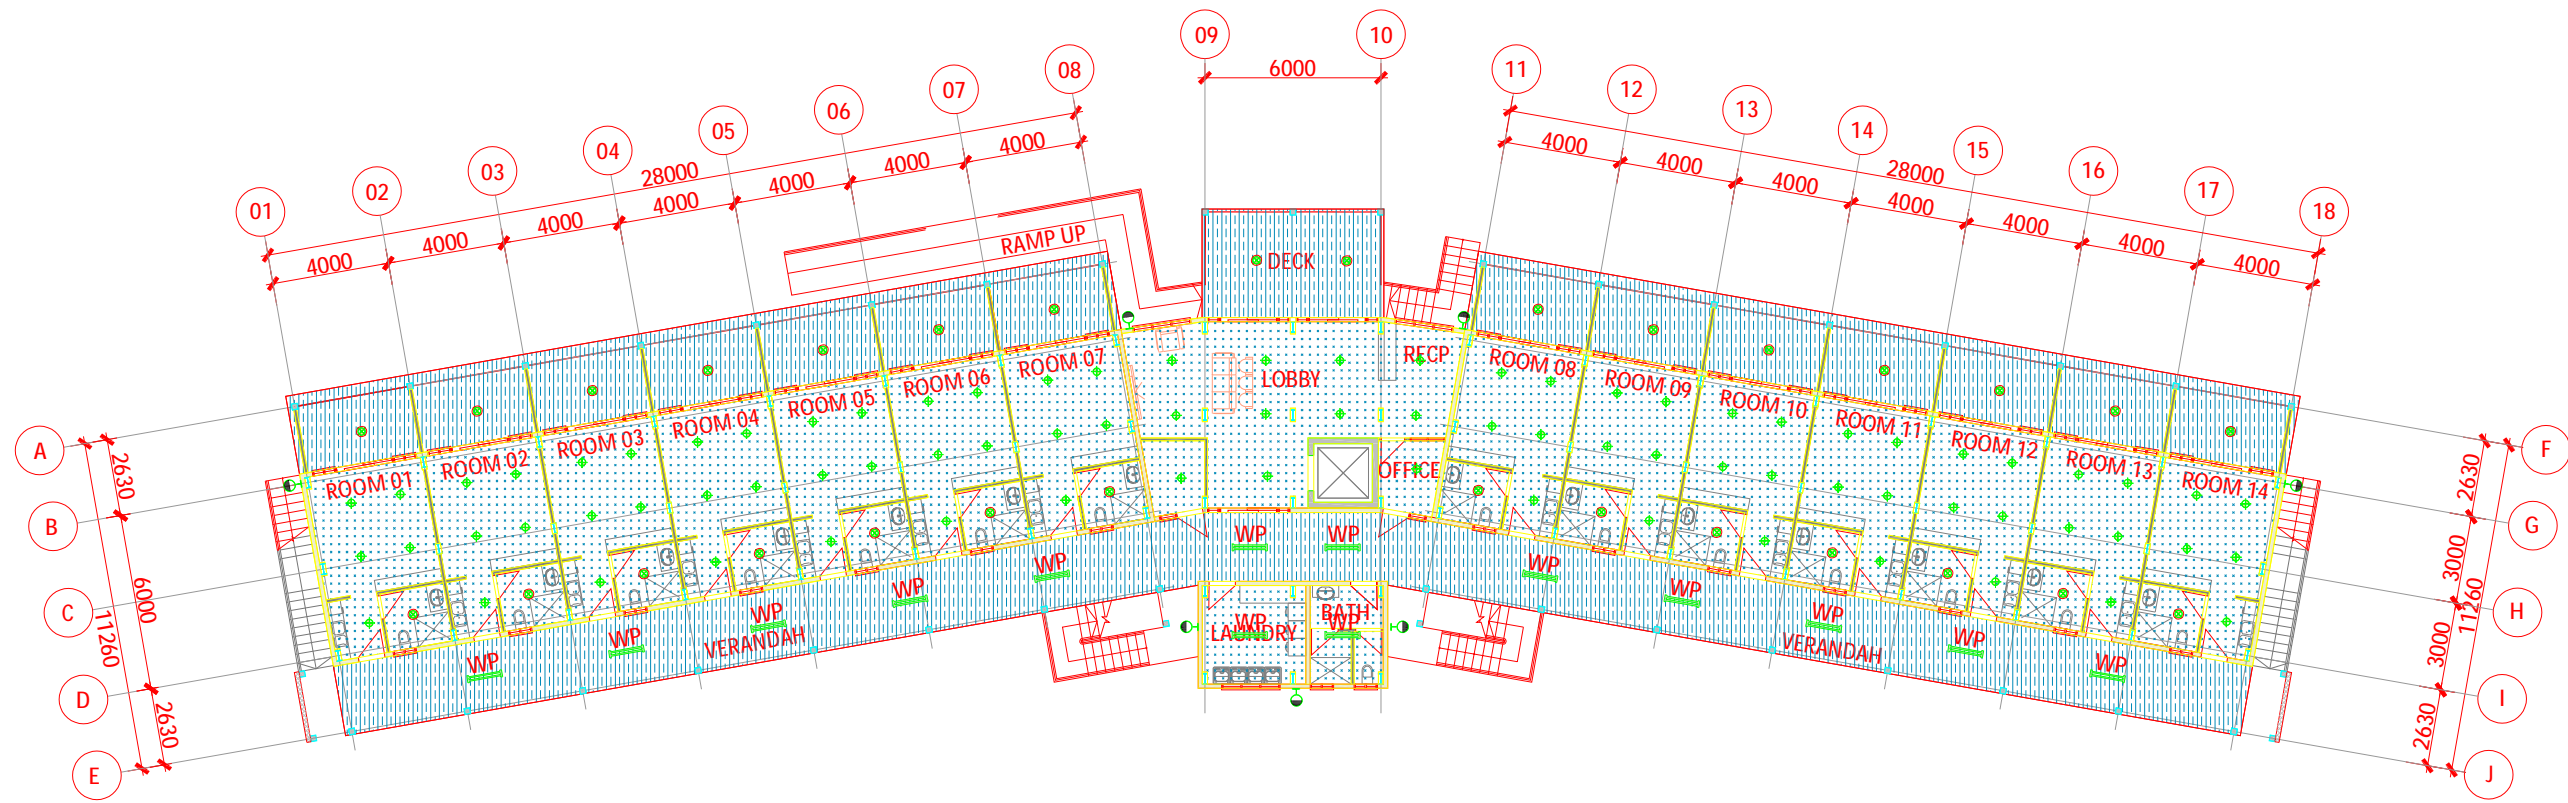 09
10
6000
08
11
07
12
06
13
05
14
04
15
03
16
02
17
01
18
28000
4000
4000
4000
4000
4000
4000
4000
28000
4000
4000
4000
4000
4000
4000
4000
RAMP UP
DECK
LOBBY
RECP
OFFICE
ROOM 01
ROOM 02
ROOM 03
ROOM 04
ROOM 05
ROOM 06
ROOM 07
ROOM 08
ROOM 09
ROOM 10
ROOM 11
ROOM 12
ROOM 13
ROOM 14
A
B
C
D
E
2630
6000
11260
2630
F
G
H
I
J
2630
3000
11260
3000
2630
WP
WP
WP
WP
WP
WP
WP
WP
WP
WP
WP
WP
WP
WP
LAUNDRY
BATH
VERANDAH
VERANDAH